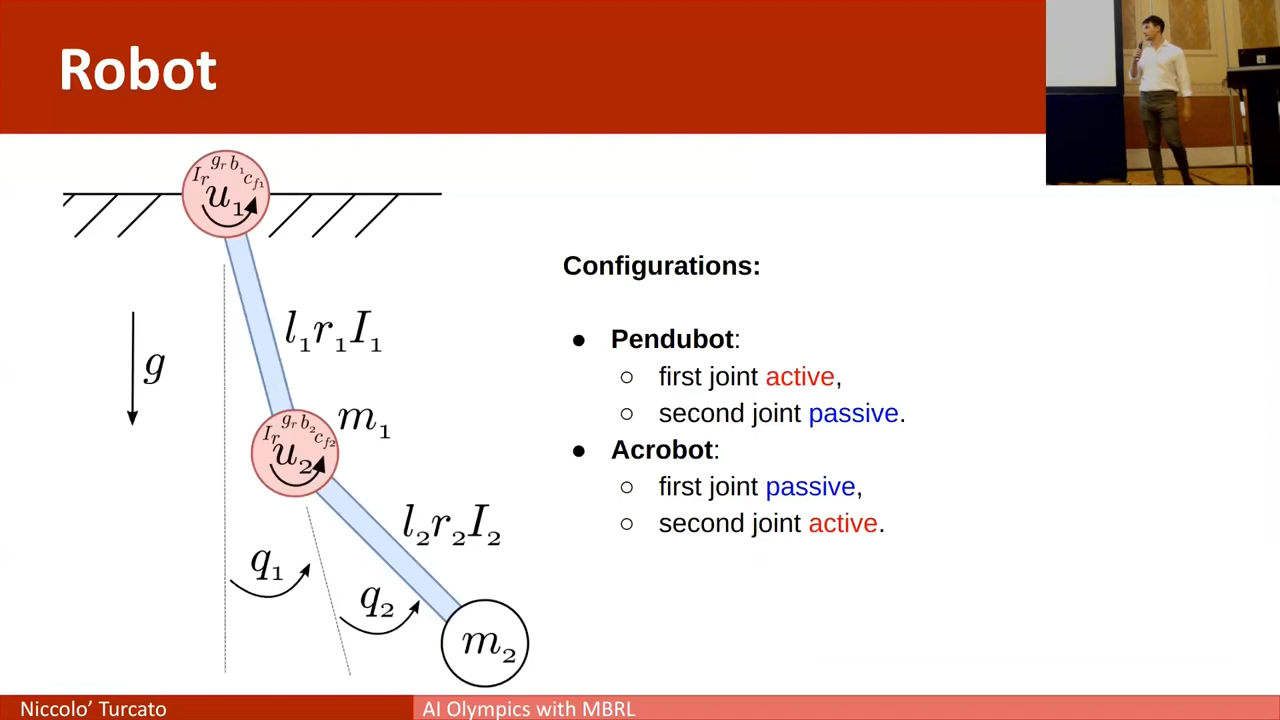 Robot
I_r g_r b_1 c_f1
u_1
g
l_1 r_1 I_1
m_1
I_r g_r b_2 c_f2
u_2
l_2 r_2 I_2
q_1
q_2
m_2
Configurations:
● Pendubot:
○ first joint active,
○ second joint passive.
● Acrobot:
○ first joint passive,
○ second joint active.
Niccolo’ Turcato
AI Olympics with MBRL